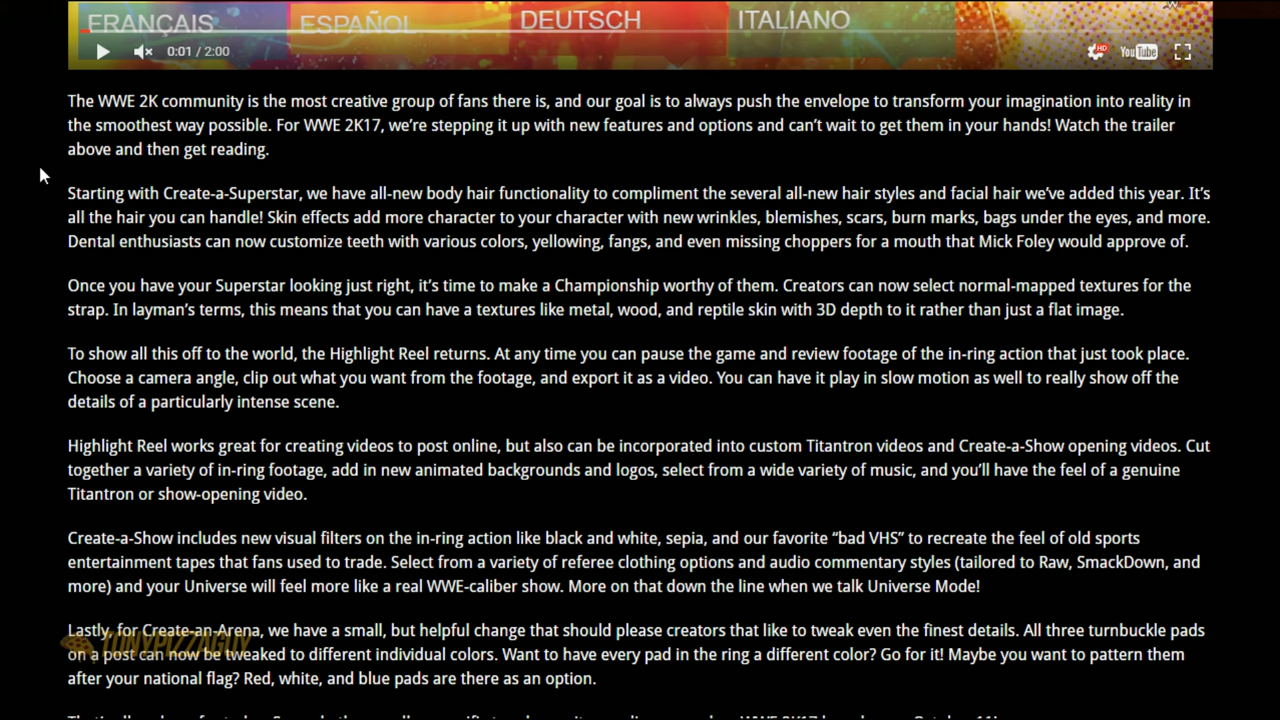 FRANÇAIS ESPAÑOL DEUTSCH ITALIANO
0:01 / 2:00 HD YouTube
The WWE 2K community is the most creative group of fans there is, and our goal is to always push the envelope to transform your imagination into reality in
the smoothest way possible. For WWE 2K17, we're stepping it up with new features and options and can't wait to get them in your hands! Watch the trailer
above and then get reading.
Starting with Create-a-Superstar, we have all-new body hair functionality to compliment the several all-new hair styles and facial hair we've added this year. It's
all the hair you can handle! Skin effects add more character to your character with new wrinkles, blemishes, scars, burn marks, bags under the eyes, and more.
Dental enthusiasts can now customize teeth with various colors, yellowing, fangs, and even missing choppers for a mouth that Mick Foley would approve of.
Once you have your Superstar looking just right, it's time to make a Championship worthy of them. Creators can now select normal-mapped textures for the
strap. In layman's terms, this means that you can have a textures like metal, wood, and reptile skin with 3D depth to it rather than just a flat image.
To show all this off to the world, the Highlight Reel returns. At any time you can pause the game and review footage of the in-ring action that just took place.
Choose a camera angle, clip out what you want from the footage, and export it as a video. You can have it play in slow motion as well to really show off the
details of a particularly intense scene.
Highlight Reel works great for creating videos to post online, but also can be incorporated into custom Titantron videos and Create-a-Show opening videos. Cut
together a variety of in-ring footage, add in new animated backgrounds and logos, select from a wide variety of music, and you'll have the feel of a genuine
Titantron or show-opening video.
Create-a-Show includes new visual filters on the in-ring action like black and white, sepia, and our favorite “bad VHS” to recreate the feel of old sports
entertainment tapes that fans used to trade. Select from a variety of referee clothing options and audio commentary styles (tailored to Raw, SmackDown, and
more) and your Universe will feel more like a real WWE-caliber show. More on that down the line when we talk Universe Mode!
Lastly, for Create-an-Arena, we have a small, but helpful change that should please creators that like to tweak even the finest details. All three turnbuckle pads
TONYPIZZAGUY
on a post can now be tweaked to different individual colors. Want to have every pad in the ring a different color? Go for it! Maybe you want to pattern them
after your national flag? Red, white, and blue pads are there as an option.